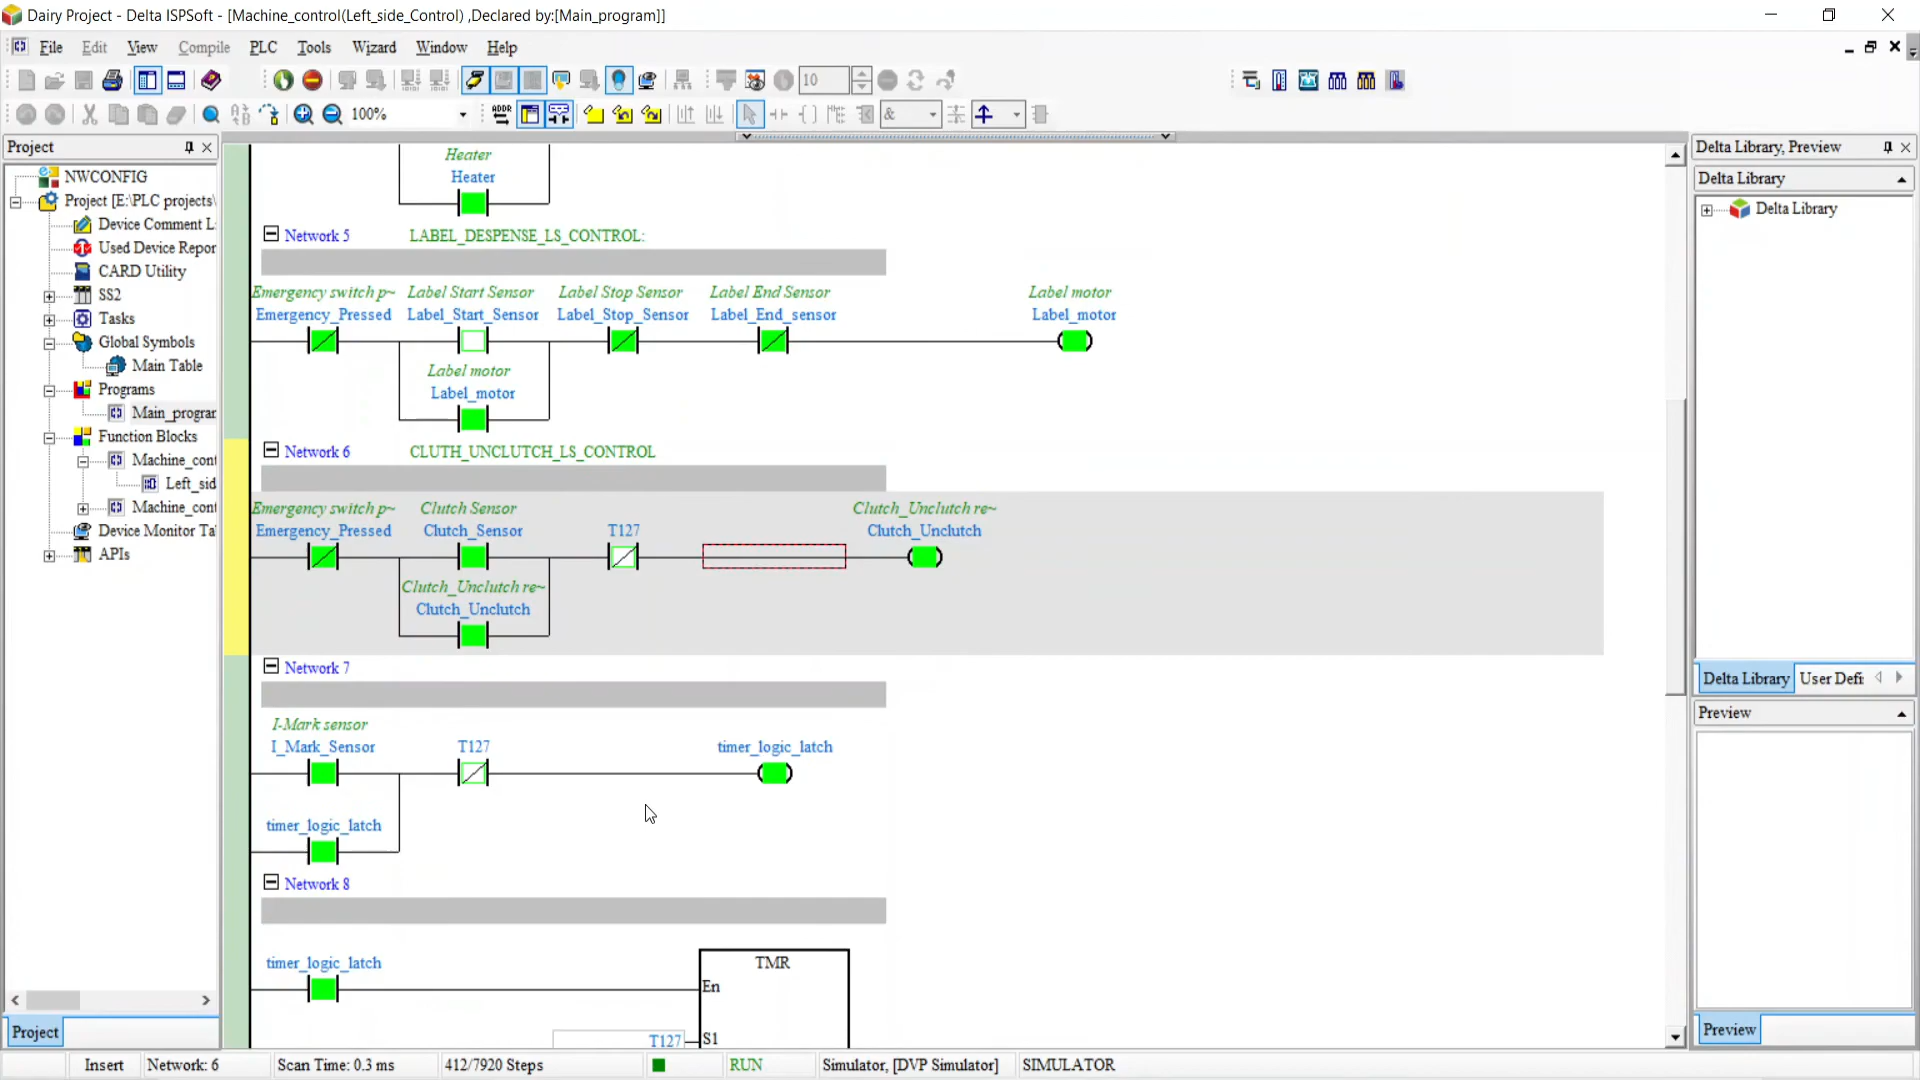 Dairy Project - Delta ISPSoft - [Machine_control(Left_side_Control) ,Declared by:[Main_program]]
File Edit View Compile PLC Tools Wizard Window Help
10
100%
ADDR
&
Project
NWCONFIG
Project [E:\PLC projects\
Device Comment L
Used Device Repor
CARD Utility
SS2
Tasks
Global Symbols
Main Table
Programs
Main_program
Function Blocks
Machine_cont
Left_sid
Machine_cont
Device Monitor Ta
APIs
Project
Heater
Heater
Network 5 LABEL_DESPENSE_LS_CONTROL:
Emergency switch p~ Label Start Sensor Label Stop Sensor Label End Sensor Label motor
Emergency_Pressed Label_Start_Sensor Label_Stop_Sensor Label_End_sensor Label_motor
Label motor
Label_motor
Network 6 CLUTH_UNCLUTCH_LS_CONTROL
Emergency switch p~ Clutch Sensor Clutch_Unclutch re~
Emergency_Pressed Clutch_Sensor T127 Clutch_Unclutch
Clutch_Unclutch re~
Clutch_Unclutch
Network 7
I-Mark sensor
I_Mark_Sensor T127 timer_logic_latch
timer_logic_latch
Network 8
timer_logic_latch TMR
En
T127 S1
Delta Library, Preview
Delta Library
Delta Library
Delta Library User Defi
Preview
Preview
Insert Network: 6 Scan Time: 0.3 ms 412/7920 Steps RUN Simulator, [DVP Simulator] SIMULATOR